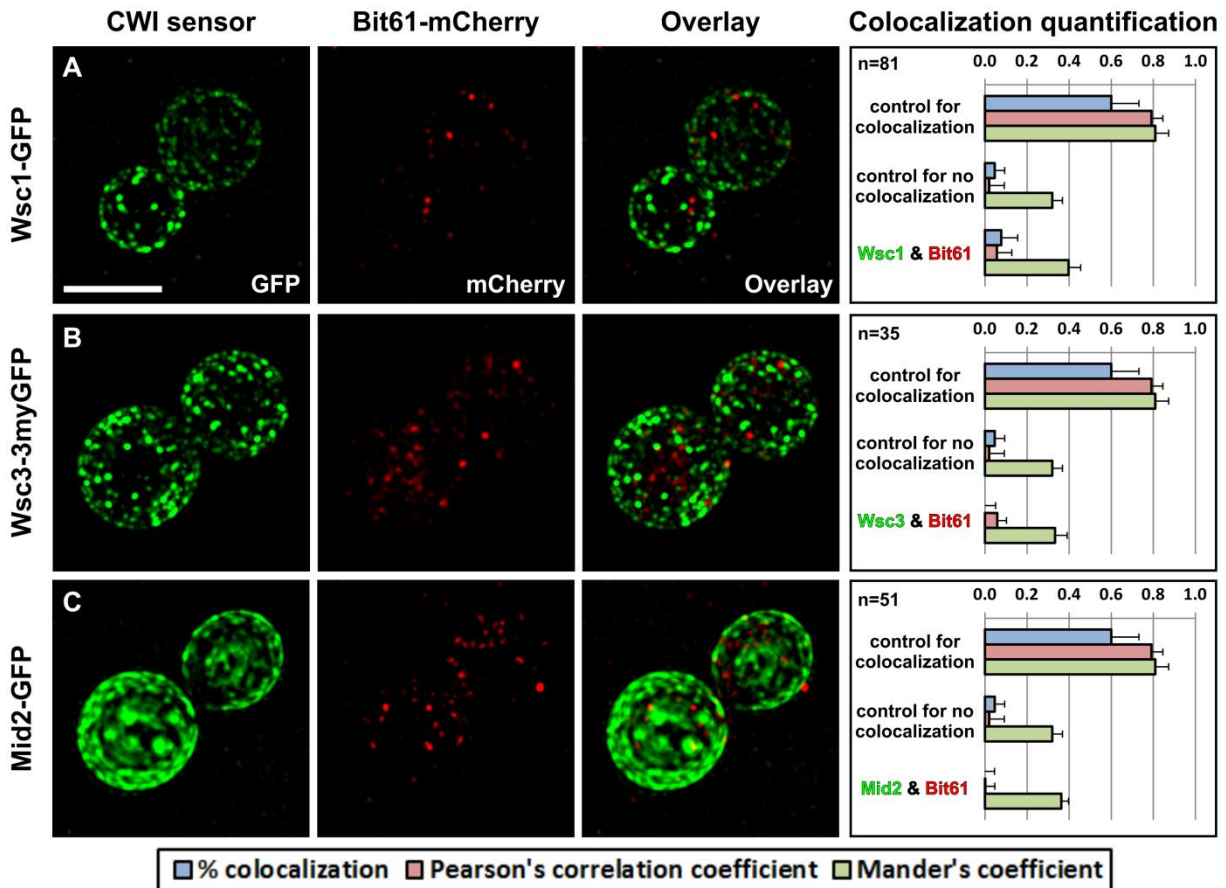 CWI sensor Bit61-mCherry Overlay Colocalization quantification
Wsc1-GFP
A
GFP
mCherry
Overlay
n=81
0.0 0.2 0.4 0.6 0.8 1.0
control for
colocalization
control for no
colocalization
Wsc1 & Bit61
Wsc3-3myGFP
B
n=35
0.0 0.2 0.4 0.6 0.8 1.0
control for
colocalization
control for no
colocalization
Wsc3 & Bit61
Mid2-GFP
C
n=51
0.0 0.2 0.4 0.6 0.8 1.0
control for
colocalization
control for no
colocalization
Mid2 & Bit61
% colocalization Pearson's correlation coefficient Mander's coefficient